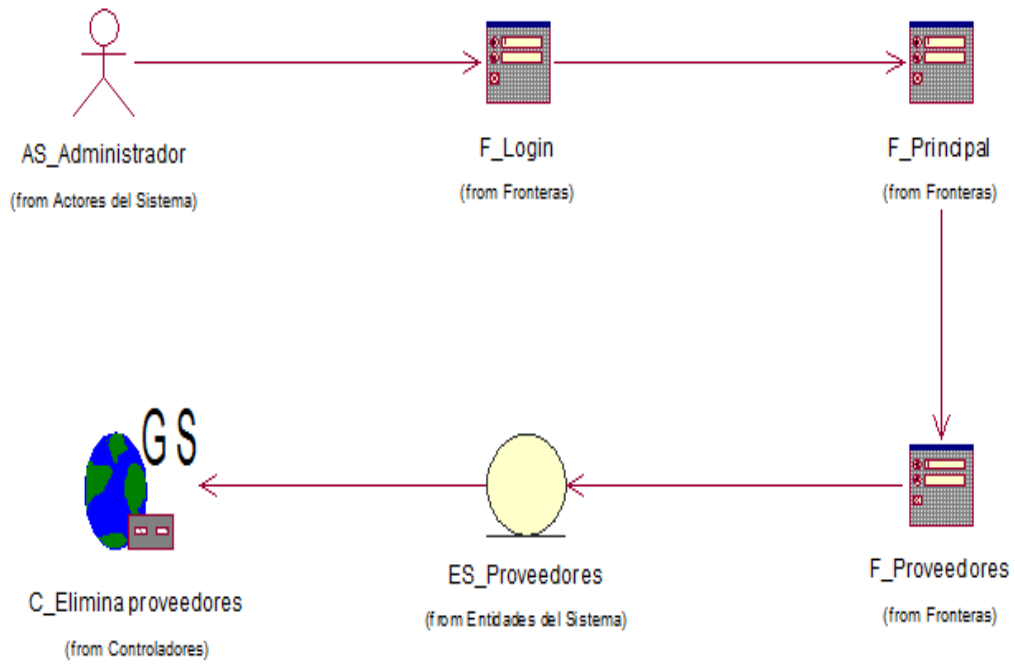 AS_Administrador
(from Actores del Sistema)
F_Login
(from Fronteras)
F_Principal
(from Fronteras)
GS
C_Elimina proveedores
(from Controladores)
ES_Proveedores
(from Entidades del Sistema)
F_Proveedores
(from Fronteras)